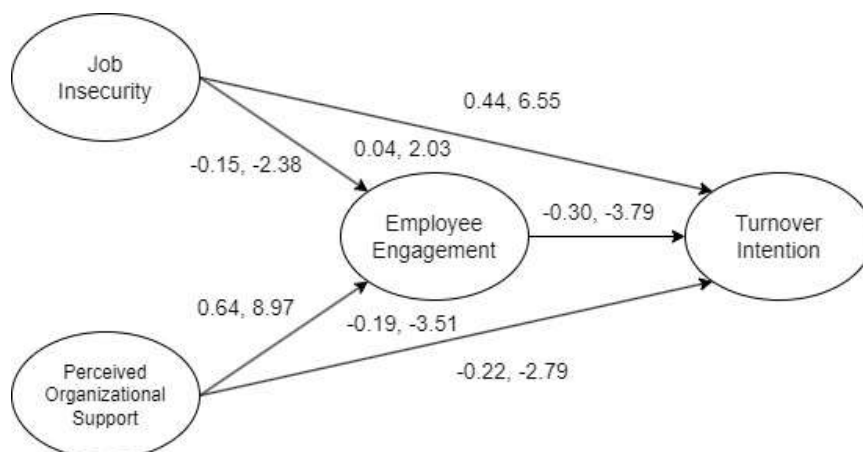 Job
Insecurity
0.44, 6.55
-0.15, -2.38
0.04, 2.03
Employee
Engagement
-0.30, -3.79
Turnover
Intention
0.64, 8.97
-0.19, -3.51
-0.22, -2.79
Perceived
Organizational
Support